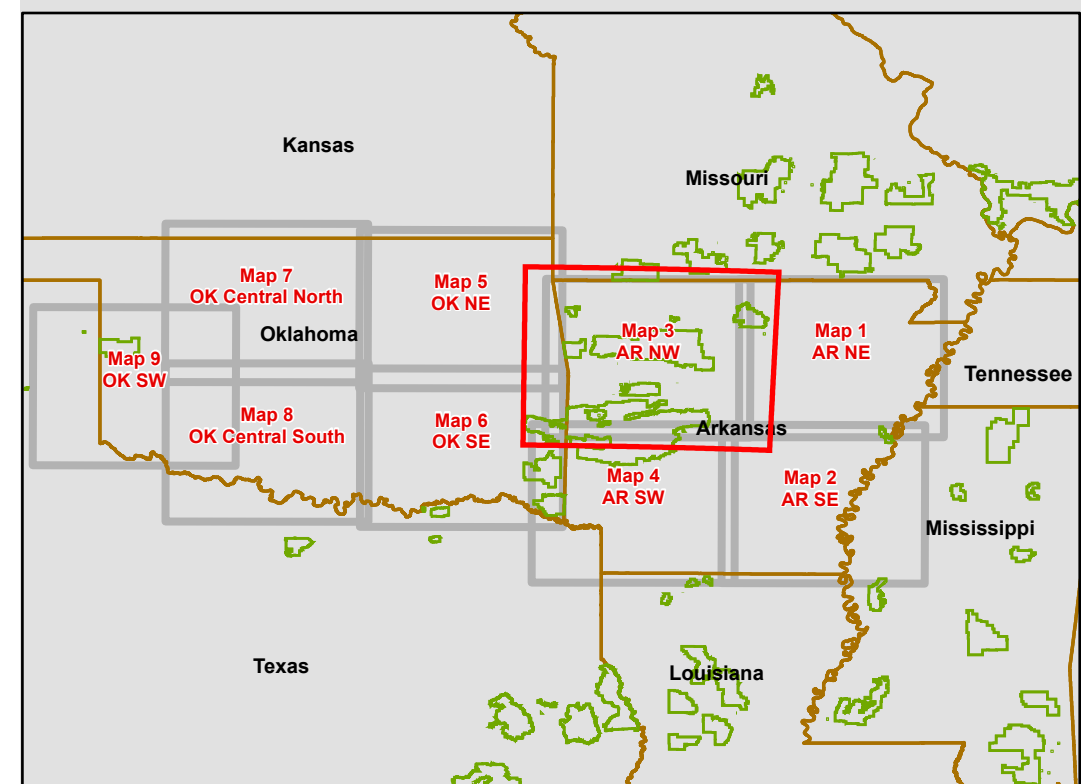 Kansas
Missouri
Map 7
OK Central North
Map 5
OK NE
Oklahoma
Map 3
AR NW
Map 1
AR NE
Map 9
OK SW
Tennessee
Map 8
OK Central South
Map 6
OK SE
Arkansas
Map 4
AR SW
Map 2
AR SE
Mississippi
Texas
Louisiana